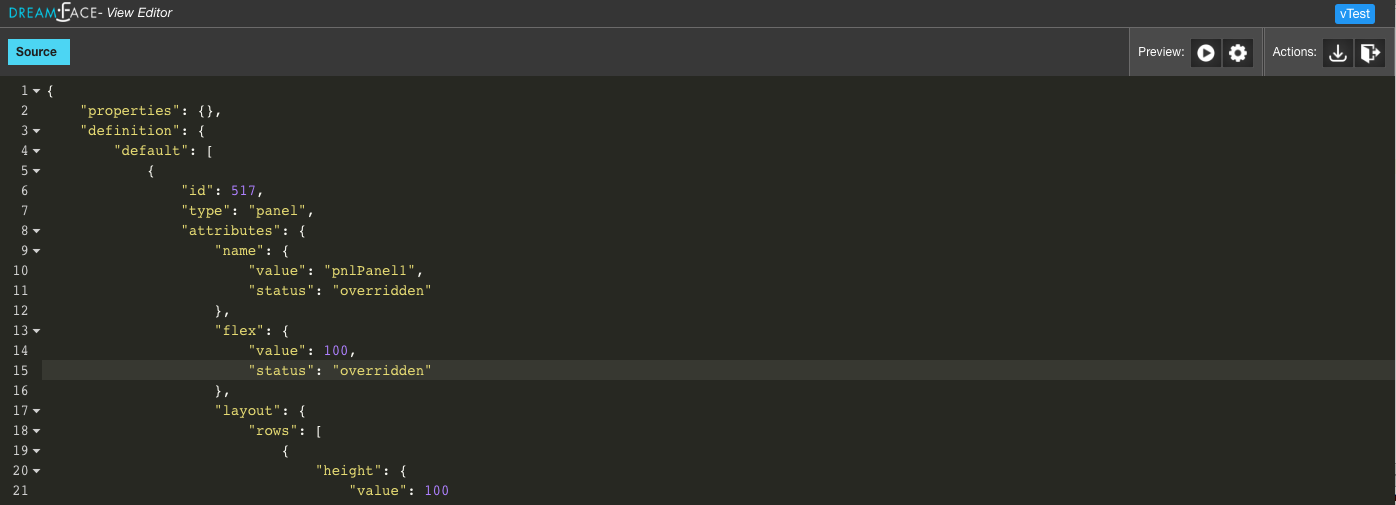 DREAMFACE - View Editor
vTest
Source
Preview:
Actions:
1 {
2     "properties": {},
3     "definition": {
4         "default": [
5             {
6                 "id": 517,
7                 "type": "panel",
8                 "attributes": {
9                     "name": {
10                         "value": "pnlPanel1",
11                         "status": "overridden"
12                     },
13                     "flex": {
14                         "value": 100,
15                         "status": "overridden"
16                     },
17                     "layout": {
18                         "rows": [
19                             {
20                                 "height": {
21                                     "value": 100